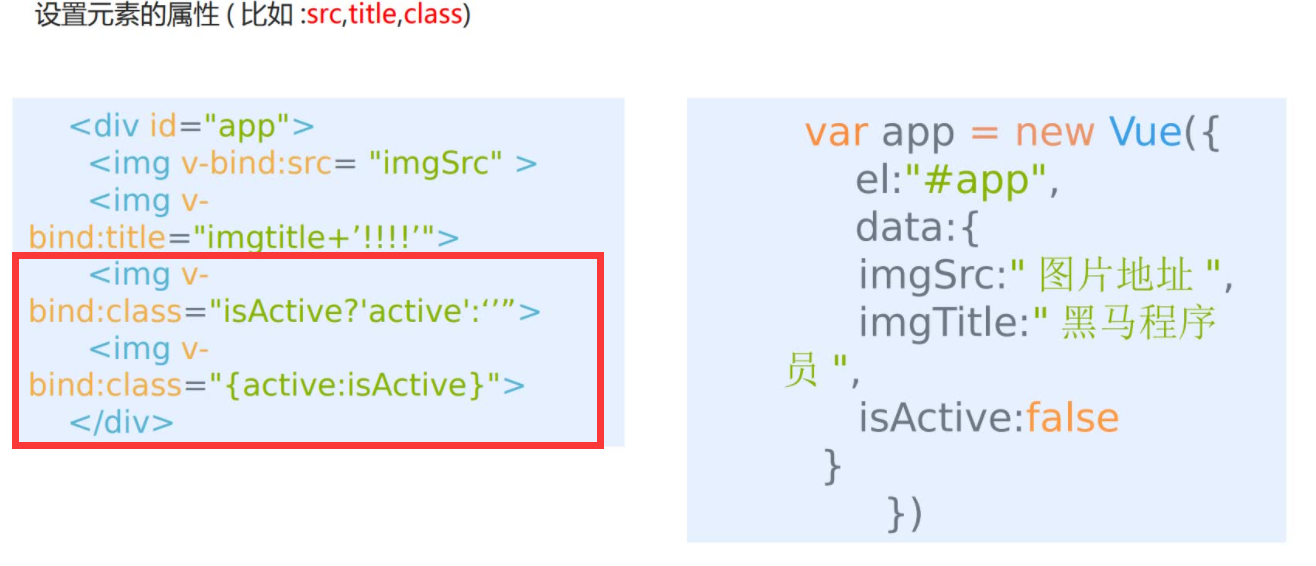 设置元素的属性 ( 比如 :src,title,class)
<div id="app">
<img v-bind:src= "imgSrc" >
<img v-
bind:title="imgtitle+’!!!!’">
<img v-
bind:class="isActive?'active':‘’”>
<img v-
bind:class="{active:isActive}">
</div>
var app = new Vue({
el:"#app",
data:{
imgSrc:" 图片地址 ",
imgTitle:" 黑马程序
员 ",
isActive:false
}
})